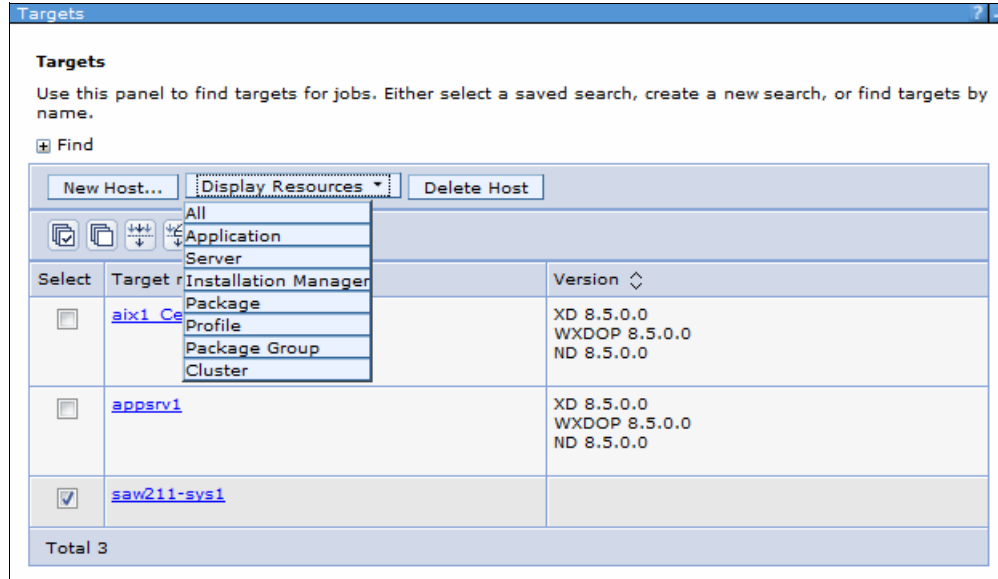 Targets ?
Targets
Use this panel to find targets for jobs. Either select a saved search, create a new search, or find targets by
name.
Find
New Host... Display Resources Delete Host
All
Application
Server
Installation Manager
Package
Profile
Package Group
Cluster
Select Target Version
aix1_Ce
XD 8.5.0.0
WXDOP 8.5.0.0
ND 8.5.0.0
appsrv1
XD 8.5.0.0
WXDOP 8.5.0.0
ND 8.5.0.0
saw211-sys1
Total 3